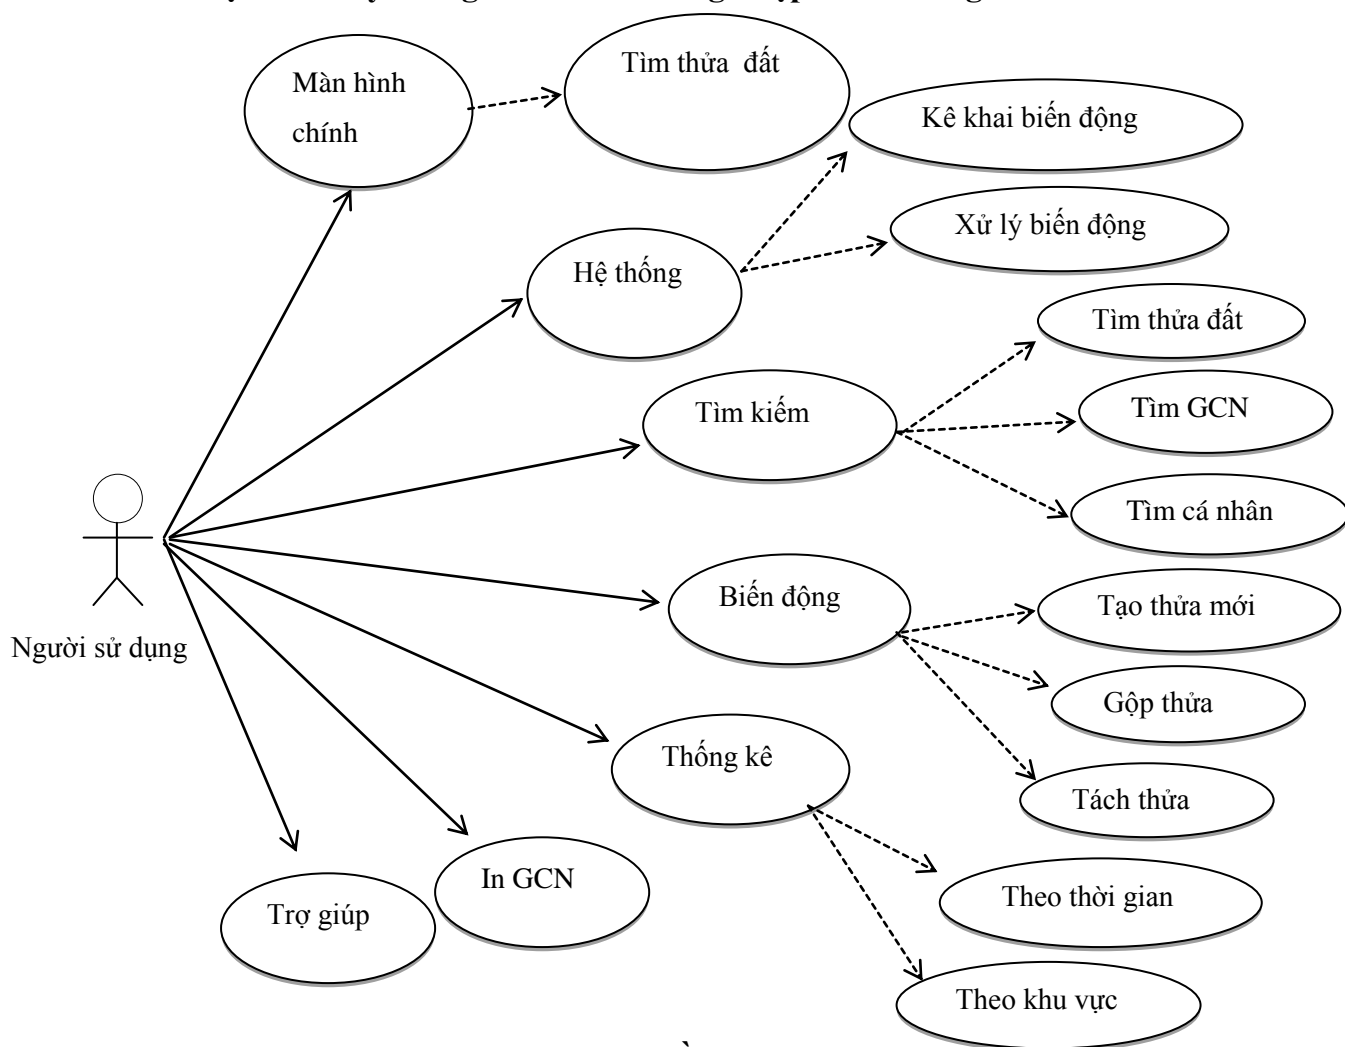 Màn hình
chính
Tìm thửa đất
Kê khai biến động
Xử lý biến động
Hệ thống
Tìm thửa đất
Tìm kiếm
Tìm GCN
Tìm cá nhân
Biến động
Tạo thửa mới
Người sử dụng
Gộp thửa
Thống kê
Tách thửa
In GCN
Theo thời gian
Trợ giúp
Theo khu vực